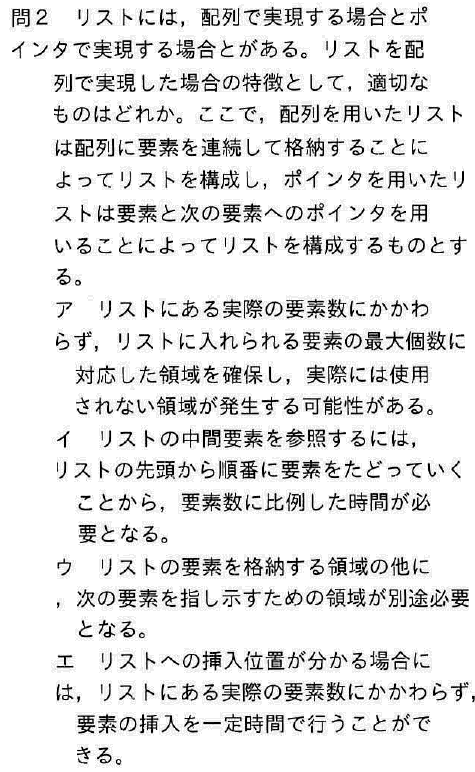 問2 リストには，配列で実現する場合とポ
インタで実現する場合とがある。リストを配
列で実現した場合の特徴として，適切な
ものはどれか。ここで，配列を用いたリスト
は配列に要素を連続して格納することに
よってリストを構成し，ポインタを用いたリ
ストは要素と次の要素へのポインタを用
いることによってリストを構成するものとす
る。
ア リストにある実際の要素数にかかわ
らず，リストに入れられる要素の最大個数に
対応した領域を確保し，実際には使用
されない領域が発生する可能性がある。
イ リストの中間要素を参照するには，
リストの先頭から順番に要素をたどっていく
ことから，要素数に比例した時間が必
要となる。
ウ リストの要素を格納する領域の他に
，次の要素を指し示すための領域が別途必要
となる。
エ リストへの挿入位置が分かる場合に
は，リストにある実際の要素数にかかわらず，
要素の挿入を一定時間で行うことがで
きる。